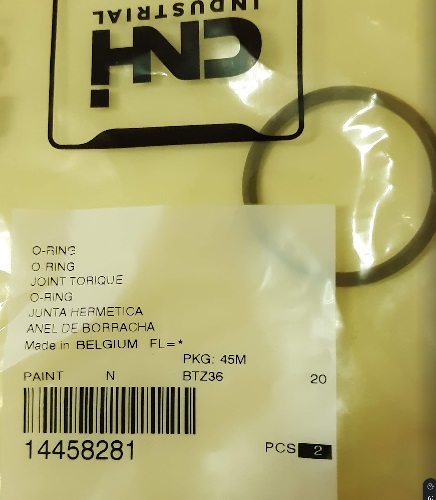 CNH
INDUSTRIAL
O-RING
O-RING
JOINT TORIQUE
O-RING
JUNTA HERMETICA
ANEL DE BORRACHA
Made in BELGIUM FL=*
PKG: 45M
PAINT N BTZ36 20
14458281 PCS 2